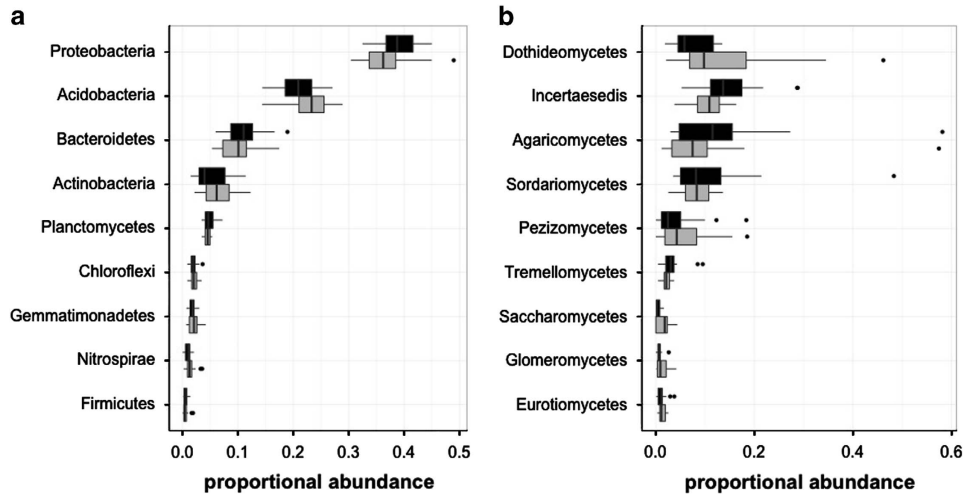 a
Proteobacteria
Acidobacteria
Bacteroidetes
Actinobacteria
Planctomycetes
Chloroflexi
Gemmatimonadetes
Nitrospirae
Firmicutes
0.0 0.1 0.2 0.3 0.4 0.5
proportional abundance
b
Dothideomycetes
Incertaesedis
Agaricomycetes
Sordariomycetes
Pezizomycetes
Tremellomycetes
Saccharomycetes
Glomeromycetes
Eurotiomycetes
0.0 0.2 0.4 0.6
proportional abundance